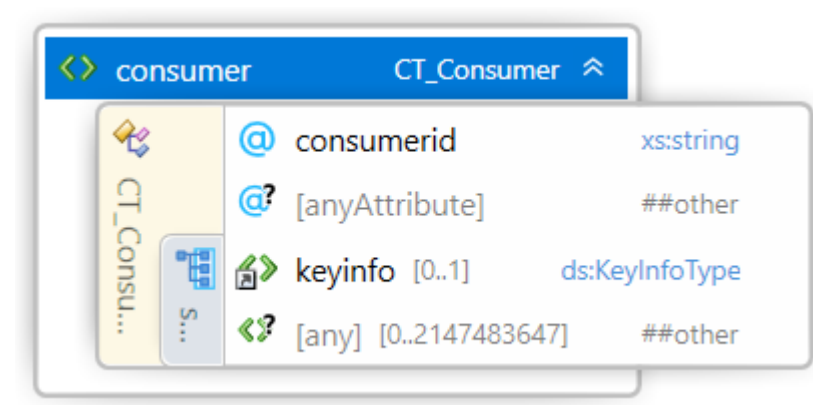 consumer CT_Consumer
consumerid xs:string
[anyAttribute] ##other
keyinfo [0..1] ds:KeyInfoType
[any] [0..2147483647] ##other
CT_Consu...
s...